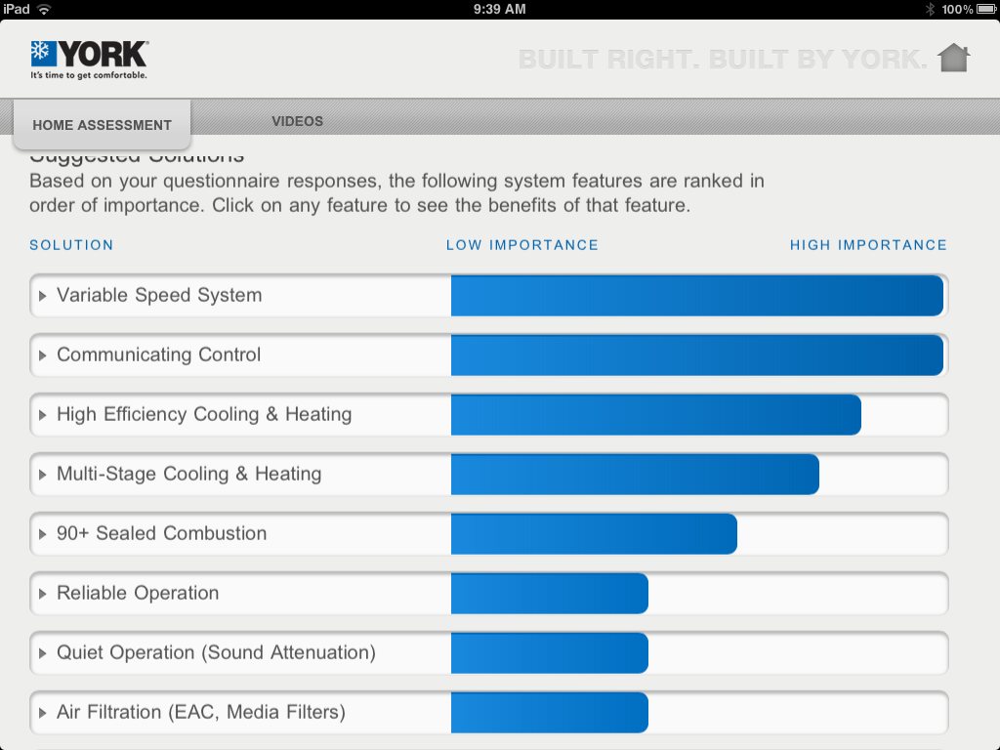 iPad
9:39 AM
100%
YORK
It's time to get comfortable.
BUILT RIGHT. BUILT BY YORK.
HOME ASSESSMENT
VIDEOS
Suggested Solutions
Based on your questionnaire responses, the following system features are ranked in
order of importance. Click on any feature to see the benefits of that feature.
SOLUTION
LOW IMPORTANCE
HIGH IMPORTANCE
Variable Speed System
Communicating Control
High Efficiency Cooling & Heating
Multi-Stage Cooling & Heating
90+ Sealed Combustion
Reliable Operation
Quiet Operation (Sound Attenuation)
Air Filtration (EAC, Media Filters)